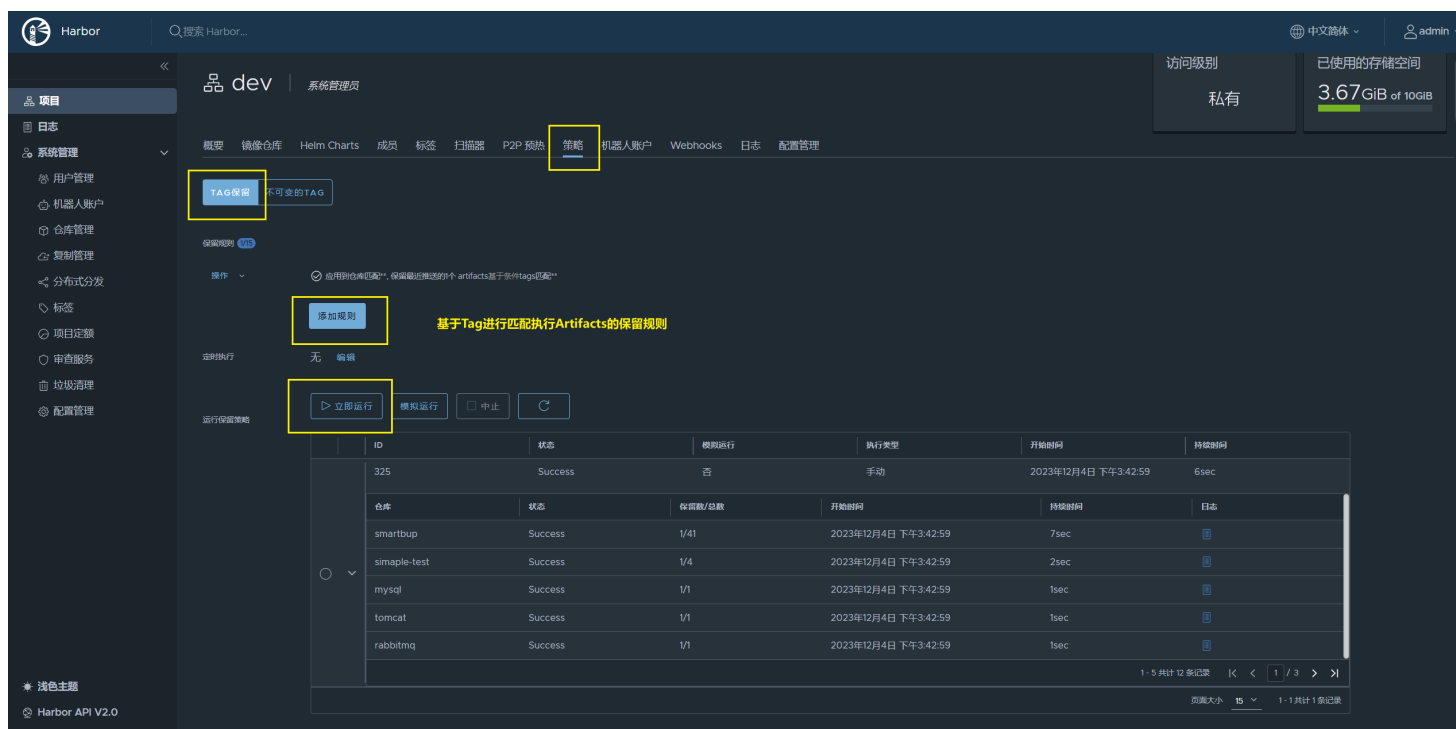 Harbor
搜索 Harbor...
中文简体
admin
访问级别
私有
已使用的存储空间
3.67GiB of 10GiB
dev
系统管理员
项目
日志
系统管理
用户管理
机器人账户
仓库管理
复制管理
分布式分发
标签
项目定额
审查服务
垃圾清理
配置管理
浅色主题
Harbor API V2.0
概要 镜像仓库 Helm Charts 成员 标签 扫描器 P2P 预热 策略 机器人账户 Webhooks 日志 配置管理
TAG保留 不可变的TAG
保留规则 1/15
操作
应用到仓库匹配**, 保留最近推送的1个 artifacts基于条件tags匹配**
添加规则
基于Tag进行匹配执行Artifacts的保留规则
定时执行 无 编辑
运行保留策略
立即运行 模拟运行 中止
ID 状态 模拟运行 执行类型 开始时间 持续时间
325 Success 否 手动 2023年12月4日 下午3:42:59 6sec
仓库 状态 保留数/总数 开始时间 持续时间 日志
smartbup Success 1/41 2023年12月4日 下午3:42:59 7sec
simaple-test Success 1/4 2023年12月4日 下午3:42:59 2sec
mysql Success 1/1 2023年12月4日 下午3:42:59 1sec
tomcat Success 1/1 2023年12月4日 下午3:42:59 1sec
rabbitmq Success 1/1 2023年12月4日 下午3:42:59 1sec
1 - 5 共计 12 条记录 1 / 3
页面大小 15 1 - 1 共计 1 条记录